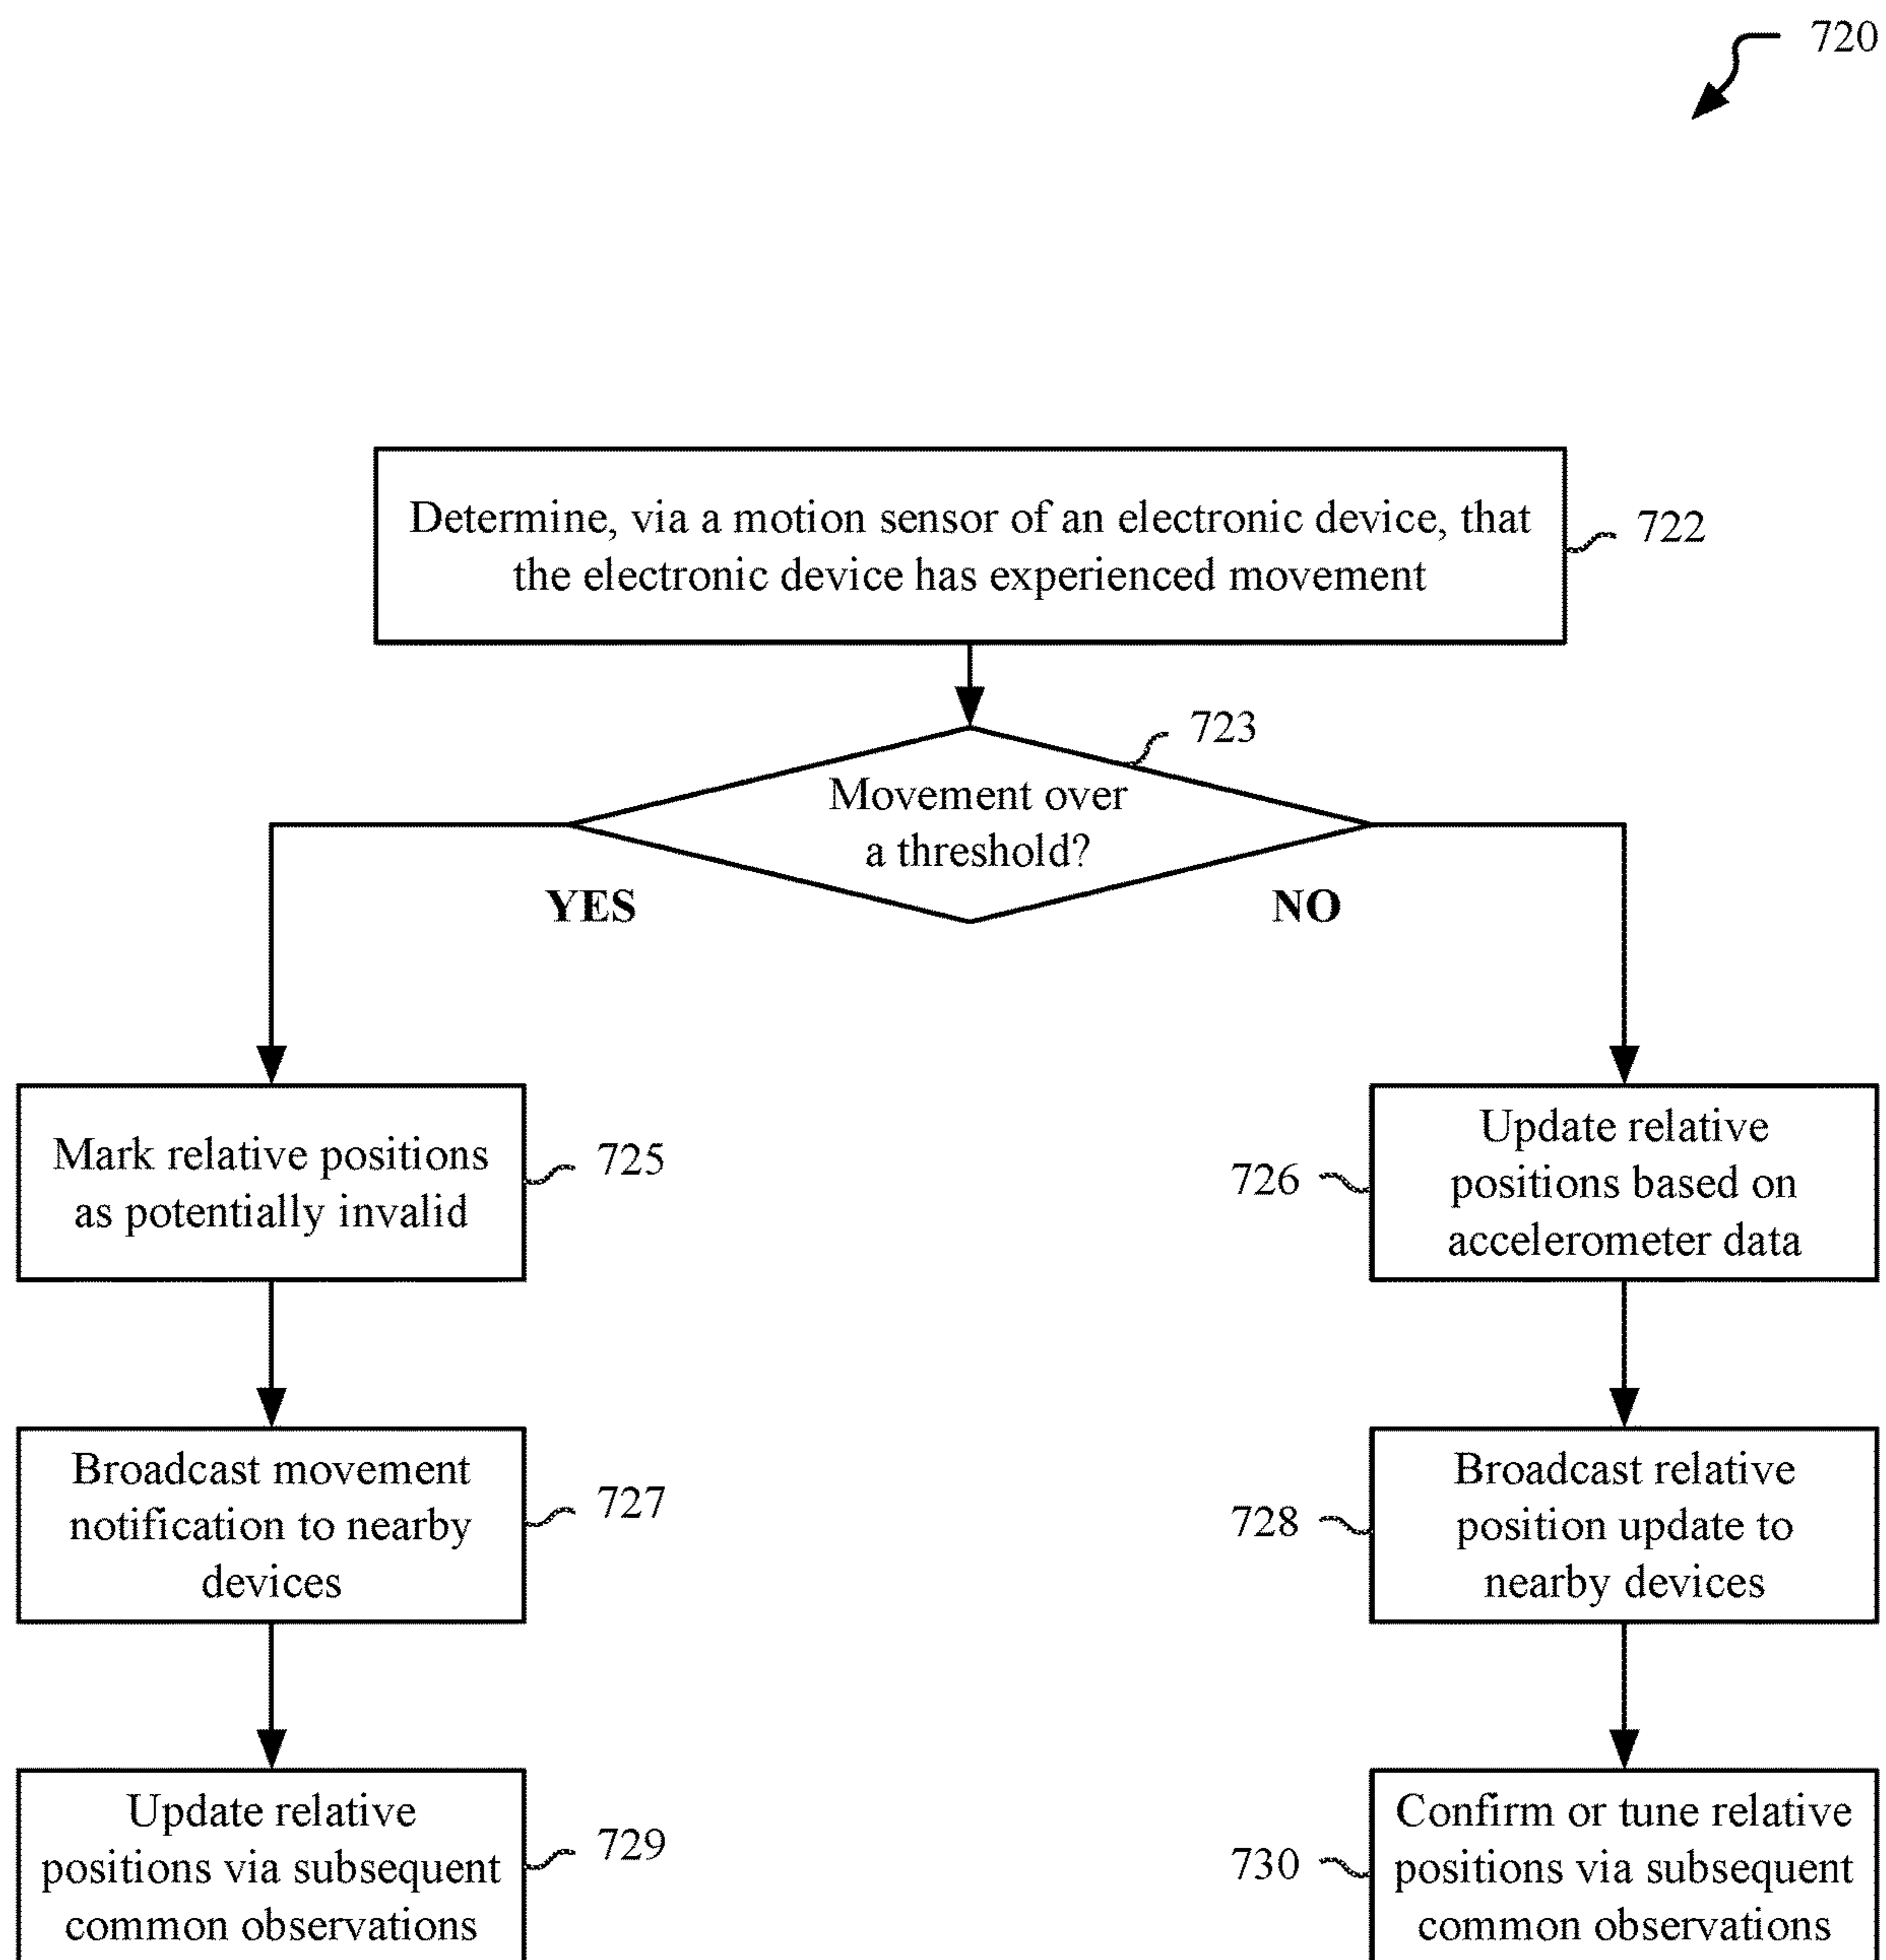 720
Determine, via a motion sensor of an electronic device, that
the electronic device has experienced movement
722
723
Movement over
a threshold?
YES
NO
Mark relative positions
as potentially invalid
725
726
Update relative
positions based on
accelerometer data
Broadcast movement
notification to nearby
devices
727
728
Broadcast relative
position update to
nearby devices
Update relative
positions via subsequent
common observations
729
730
Confirm or tune relative
positions via subsequent
common observations